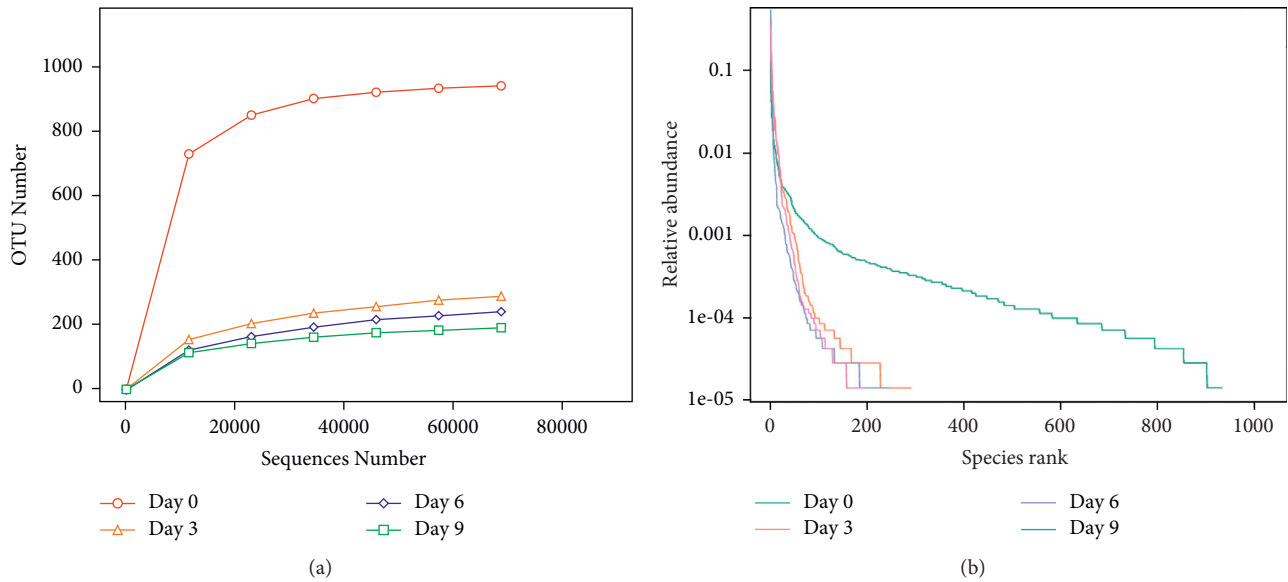 1000
800
600
400
200
0
OTU Number
0 20000 40000 60000 80000
Sequences Number
Day 0 Day 6
Day 3 Day 9
(a)
0.1
0.01
0.001
1e-04
1e-05
Relative abundance
0 200 400 600 800 1000
Species rank
Day 0 Day 6
Day 3 Day 9
(b)